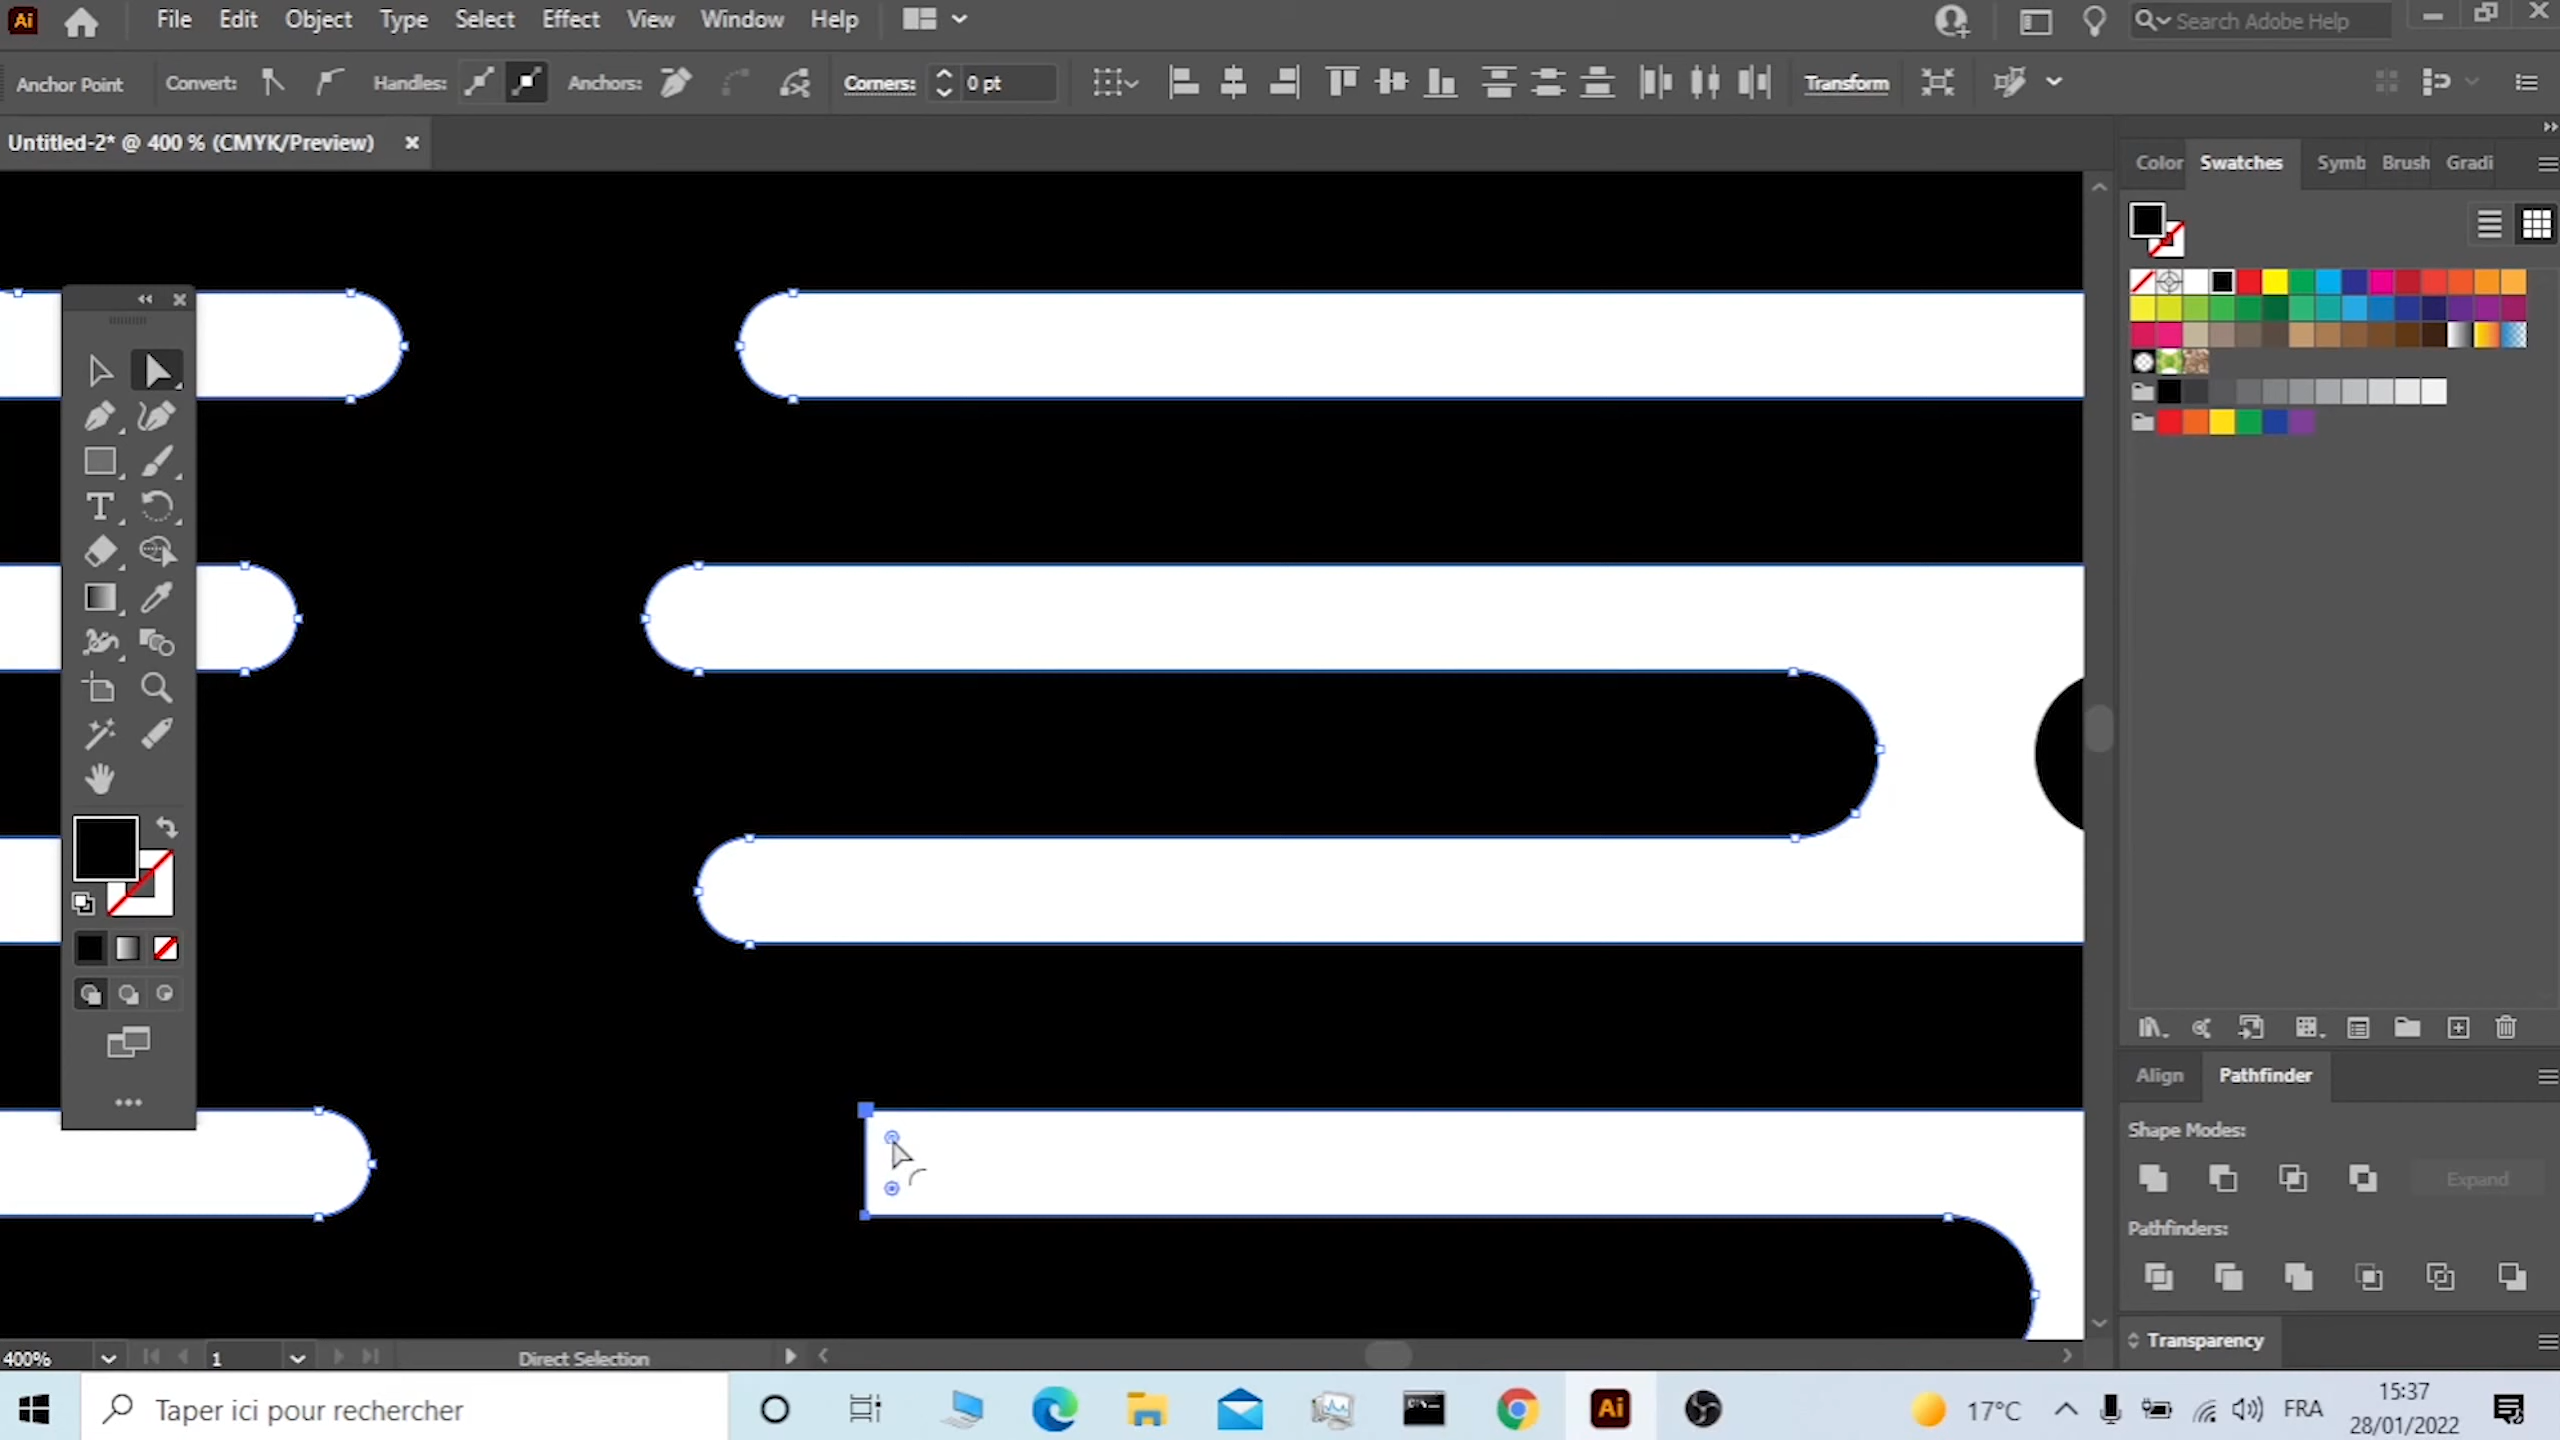 Ai File Edit Object Type Select Effect View Window Help Search Adobe Help
Anchor Point Convert: Handles: Anchors: Corners: 0 pt Transform
Untitled-2* @ 400 % (CMYK/Preview)
Color Swatches Symb Brush Gradi
T
Align Pathfinder
Shape Modes:
Expand
Pathfinders:
Transparency
400% 1 Direct Selection
Taper ici pour rechercher Ai 17°C FRA 15:37
28/01/2022